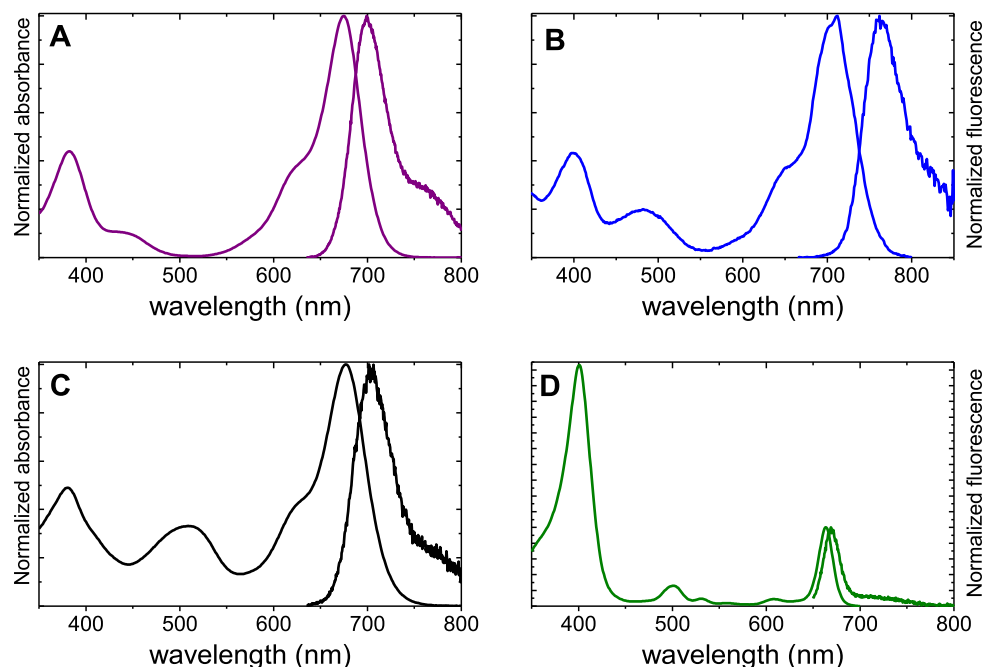 A
B
Normalized absorbance
Normalized fluorescence
400 500 600 700 800
400 500 600 700 800
wavelength (nm)
wavelength (nm)
C
D
Normalized absorbance
Normalized fluorescence
400 500 600 700 800
400 500 600 700 800
wavelength (nm)
wavelength (nm)